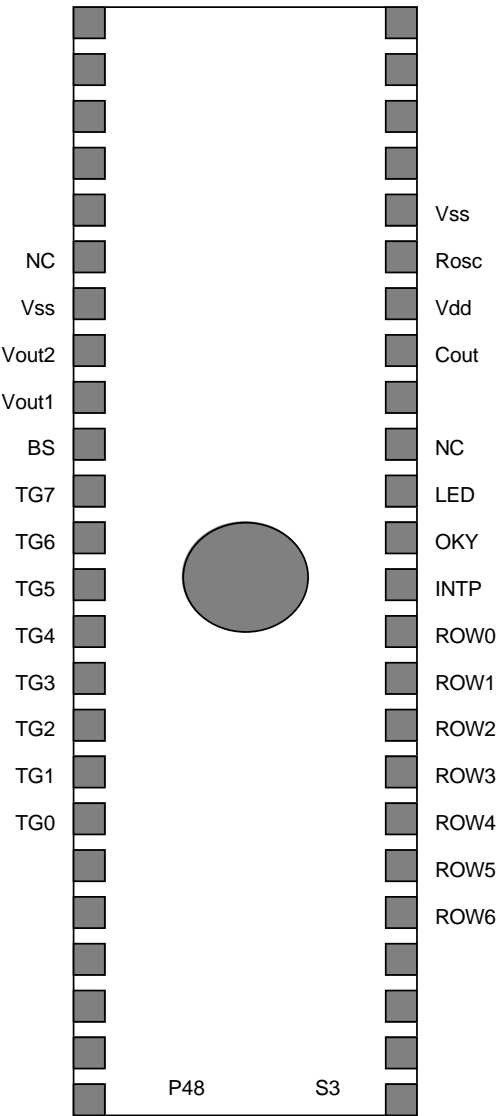 Vss
NC Rosc
Vss Vdd
Vout2 Cout
Vout1
BS NC
TG7 LED
TG6 OKY
TG5 INTP
TG4 ROW0
TG3 ROW1
TG2 ROW2
TG1 ROW3
TG0 ROW4
ROW5
ROW6
P48 S3